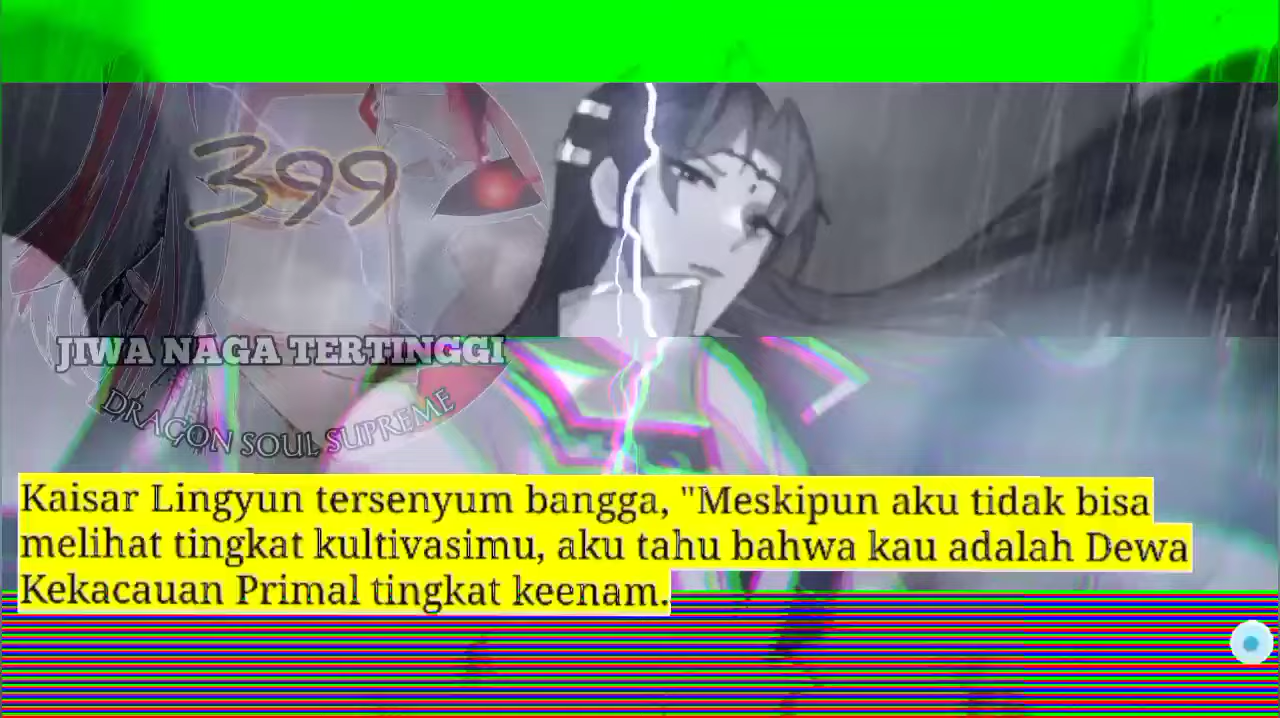 399
JIWA NAGA TERTINGGI
DRAGON SOUL SUPREME
Kaisar Lingyun tersenyum bangga, "Meskipun aku tidak bisa
melihat tingkat kultivasimu, aku tahu bahwa kau adalah Dewa
Kekacauan Primal tingkat keenam.